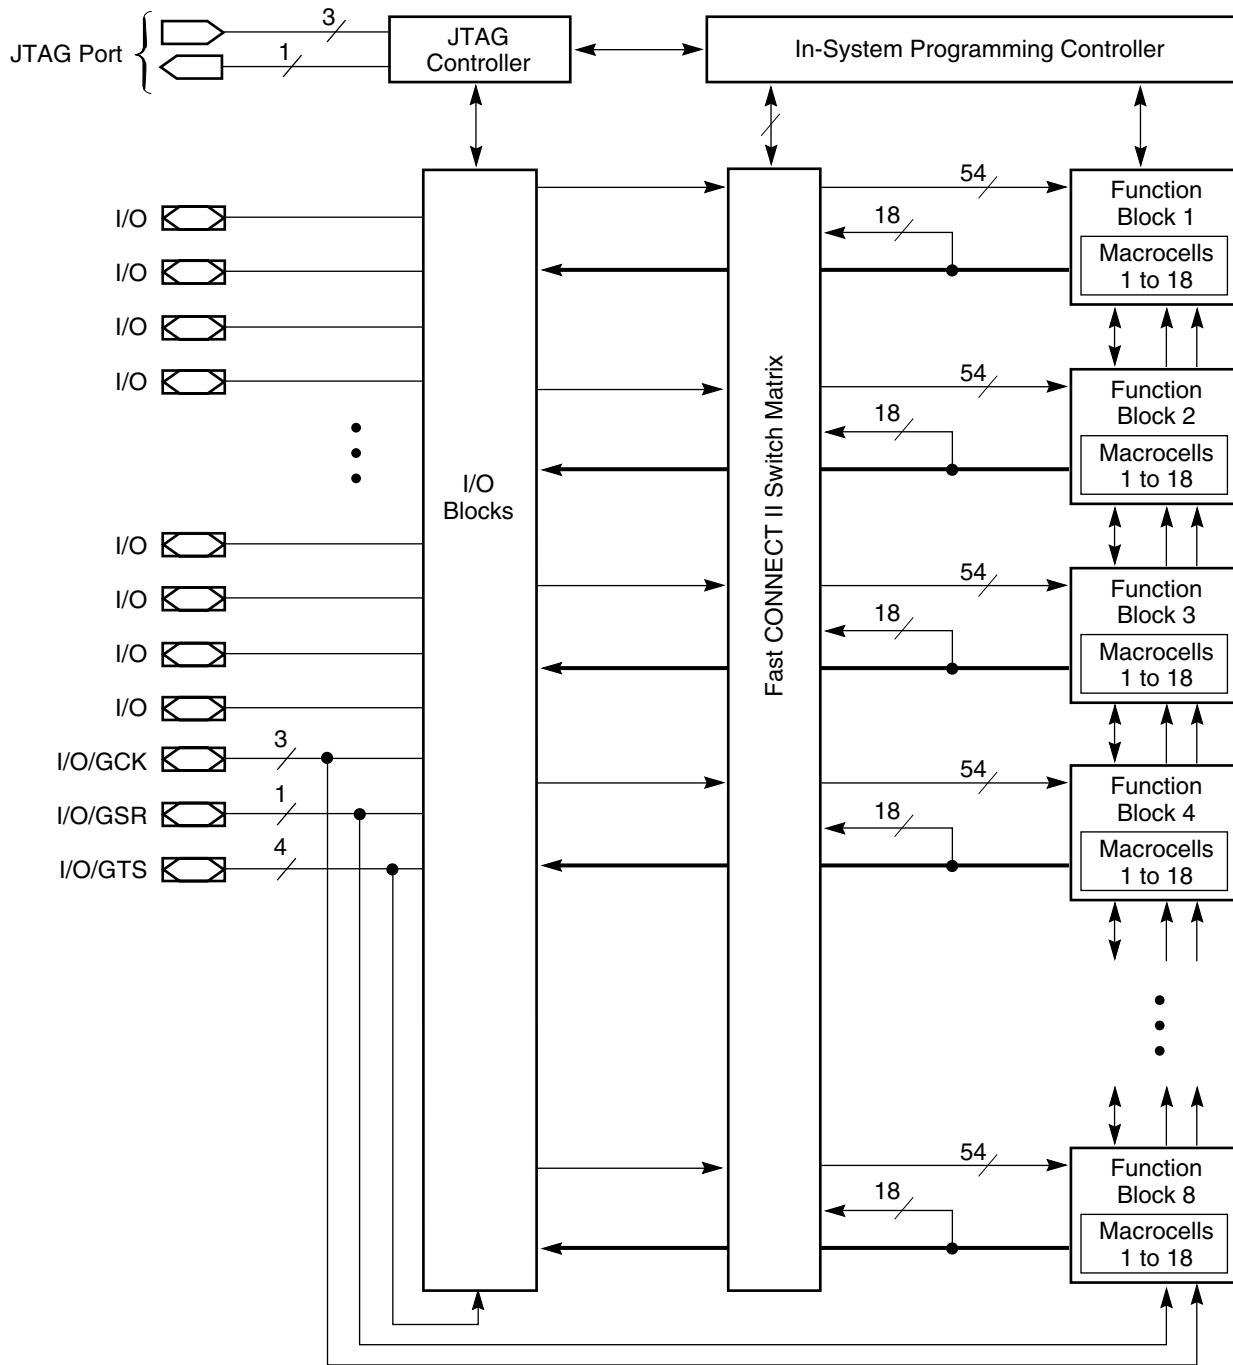 JTAG Port
3
1
JTAG
Controller
In-System Programming Controller
I/O
I/O
I/O
I/O
I/O
I/O
I/O
I/O
I/O/GCK
3
I/O/GSR
1
I/O/GTS
4
I/O
Blocks
Fast CONNECT II Switch Matrix
54
18
Function
Block 1
Macrocells
1 to 18
54
18
Function
Block 2
Macrocells
1 to 18
54
18
Function
Block 3
Macrocells
1 to 18
54
18
Function
Block 4
Macrocells
1 to 18
54
18
Function
Block 8
Macrocells
1 to 18